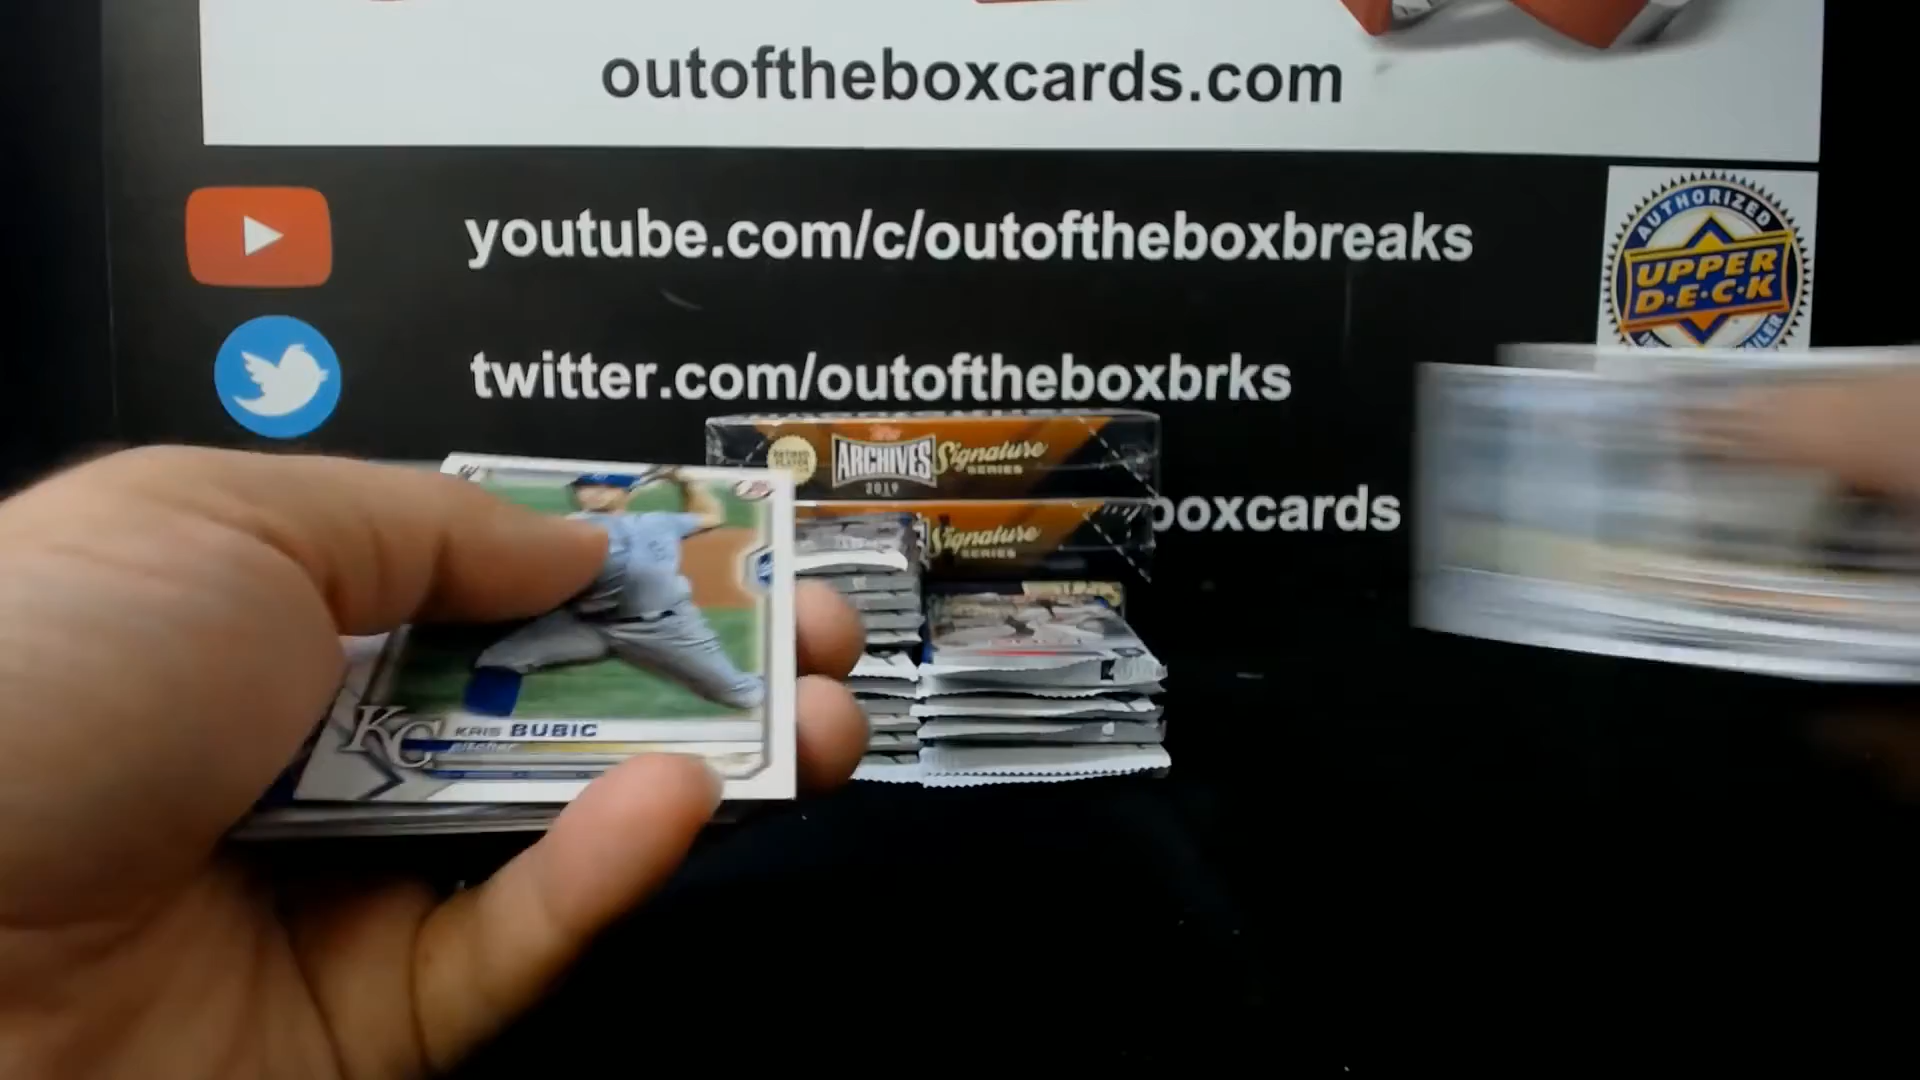 outoftheboxcards.com
youtube.com/c/outoftheboxbreaks
AUTHORIZED
UPPER
D·E·C·K
twitter.com/outoftheboxbrks
ARCHIVES Signature
SERIES
2019
Signature
SERIES
boxcards
KC
KRIS BUBIC
pitcher